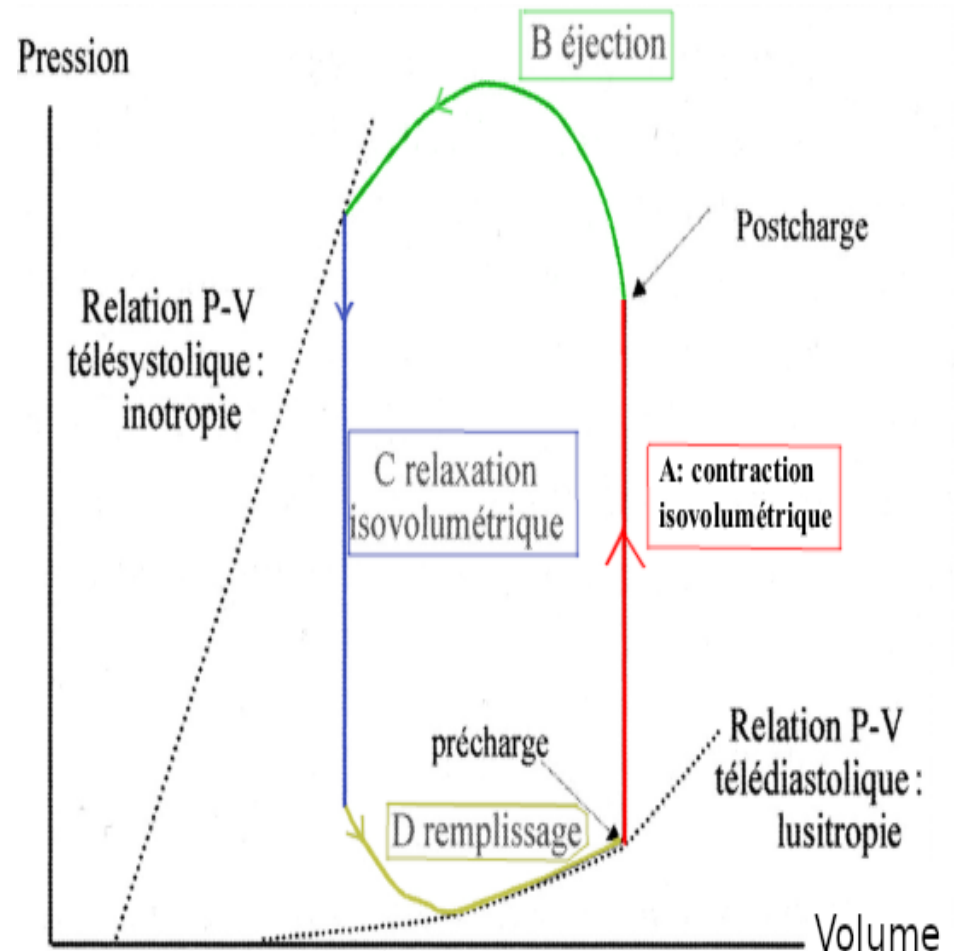 B éjection
Pression
Postcharge
Relation P-V
télésystolique :
inotropie
C relaxation
isovolumétrique
A: contraction
isovolumétrique
précharge
Relation P-V
télédiastolique :
lusitropie
D remplissage
Volume